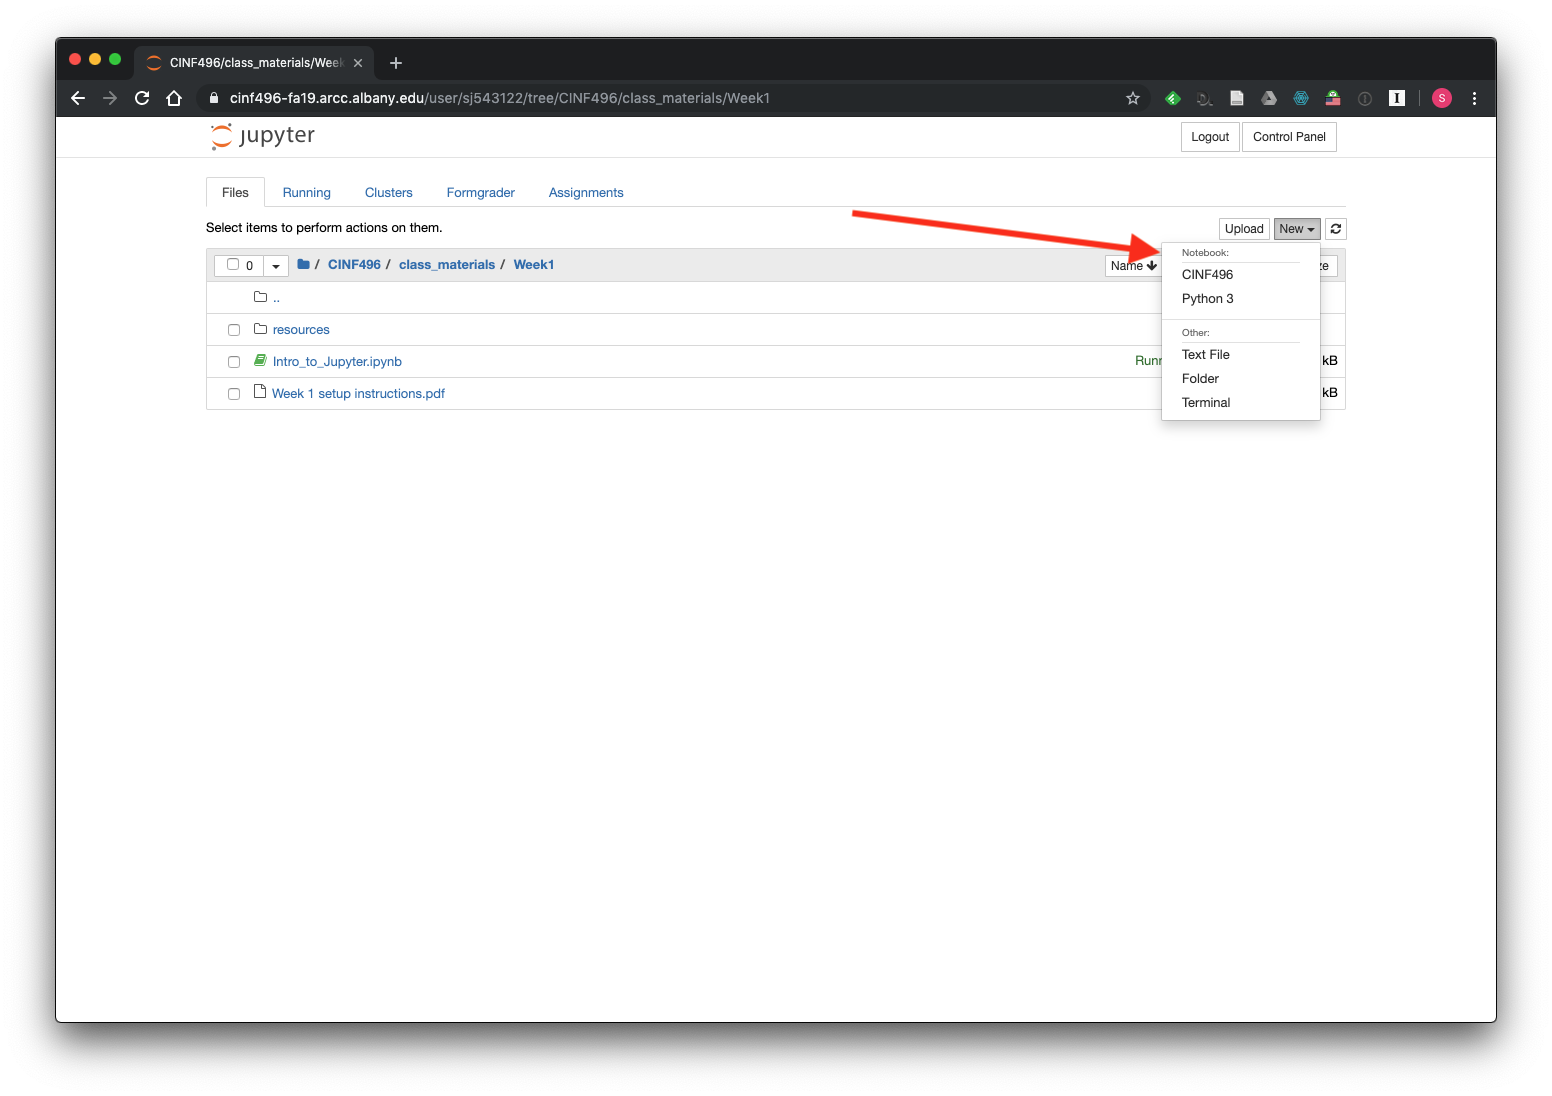 CINF496/class_materials/Week
cinf496-fa19.arcc.albany.edu/user/sj543122/tree/CINF496/class_materials/Week1
S
jupyter
Logout Control Panel
Files Running Clusters Formgrader Assignments
Select items to perform actions on them.
Upload New
0 / CINF496 / class_materials / Week1 Name ze
Notebook:
CINF496
Python 3
Other:
Text File
Folder
Terminal
..
resources
Intro_to_Jupyter.ipynb Runn kB
Week 1 setup instructions.pdf kB